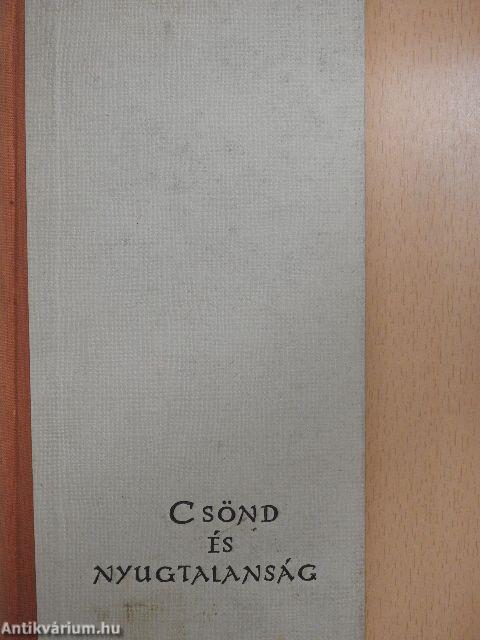 CSÖND
ÉS
NYUGTALANSÁG
Antikvárium.hu